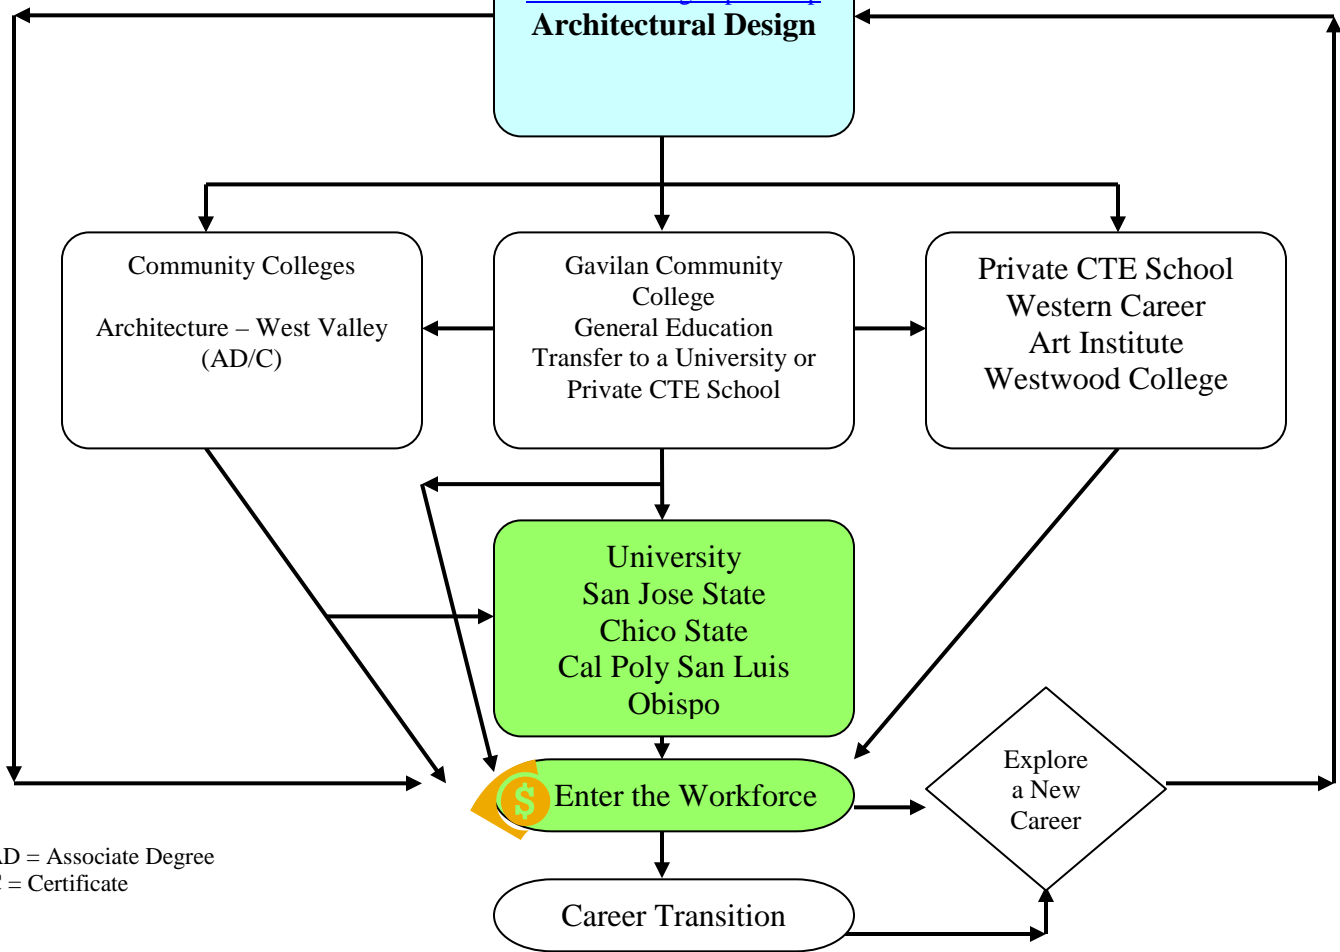 Architectural Design
Community Colleges
Architecture – West Valley
(AD/C)
Gavilan Community
College
General Education
Transfer to a University or
Private CTE School
Private CTE School
Western Career
Art Institute
Westwood College
University
San Jose State
Chico State
Cal Poly San Luis
Obispo
$ Enter the Workforce
Explore
a New
Career
AD = Associate Degree
C = Certificate
Career Transition